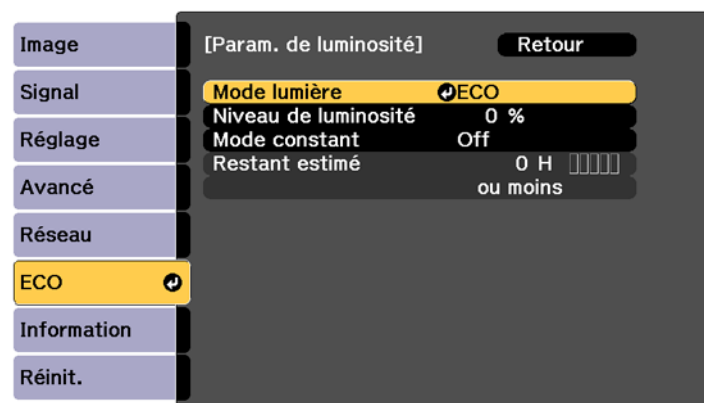 Image
Signal
Réglage
Avancé
Réseau
ECO
Information
Réinit.
[Param. de luminosité] Retour
Mode lumière ECO
Niveau de luminosité 0 %
Mode constant Off
Restant estimé 0 H
ou moins